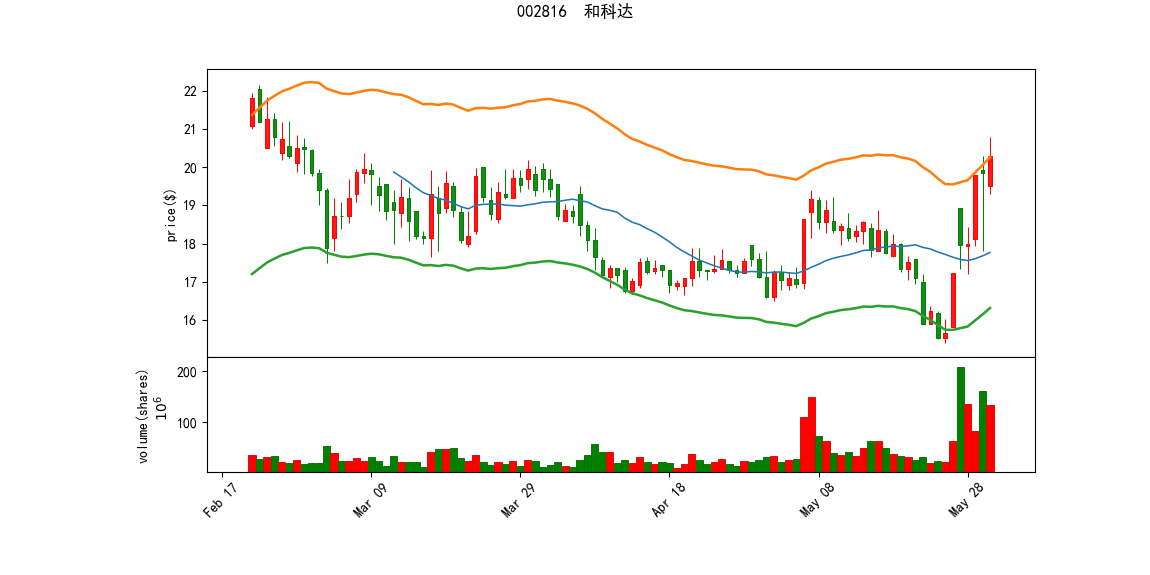 002816 和科达
price($)
22
21
20
19
18
17
16
volume(shares)
10^6
200
100
Feb 17
Mar 09
Mar 29
Apr 18
May 08
May 28